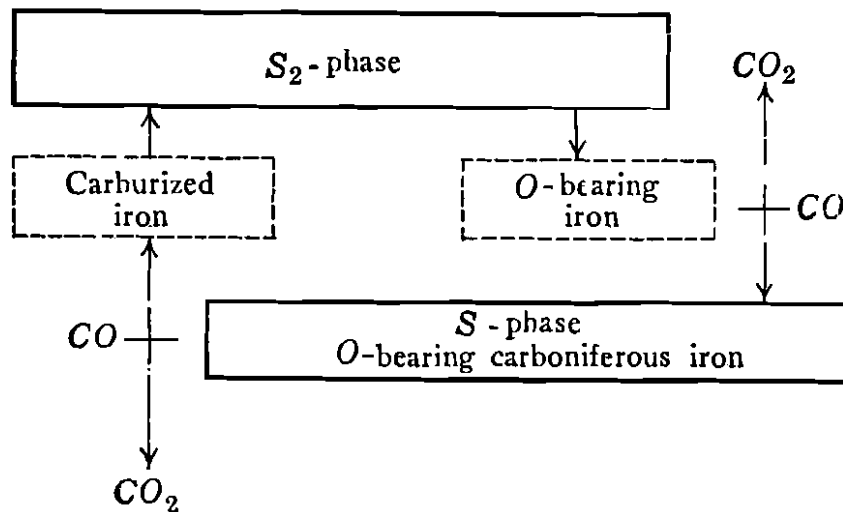 S₂-phase
CO₂
Carburized
iron
O-bearing
iron
CO
S-phase
O-bearing carboniferous iron
CO
CO₂